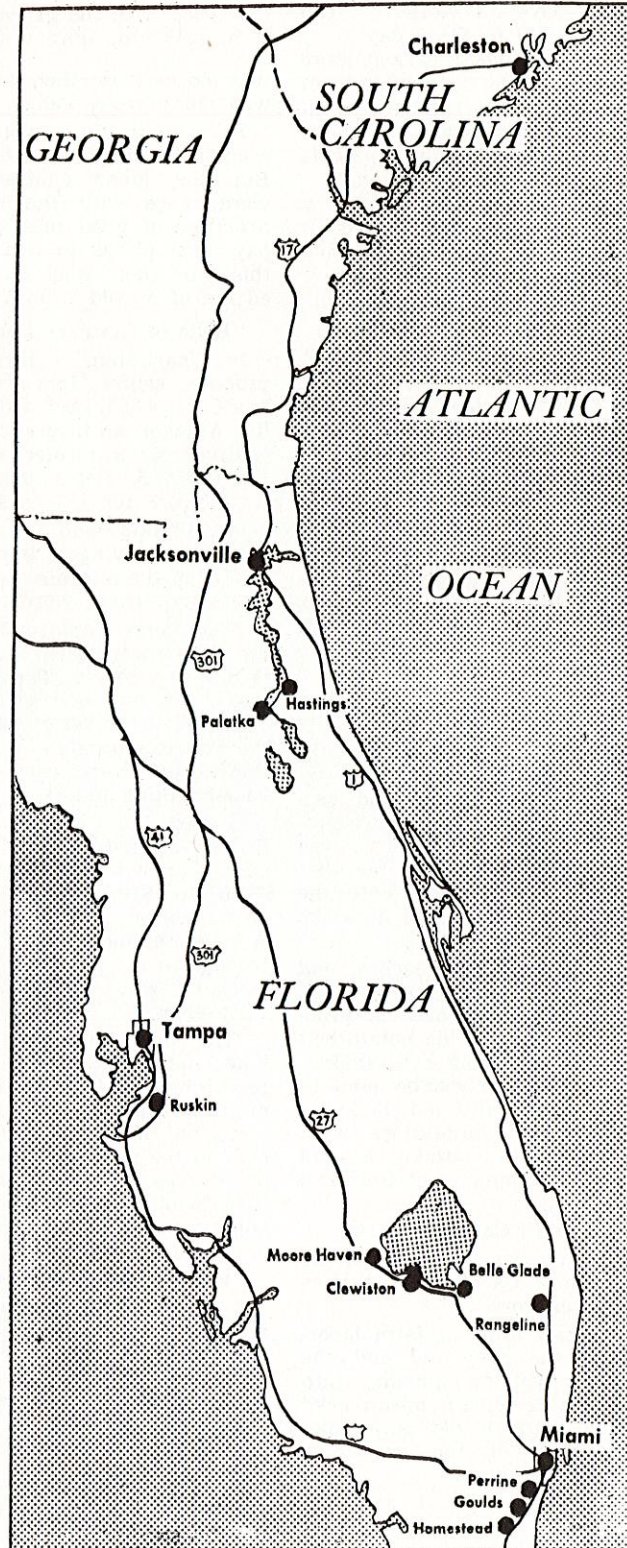 Charleston
SOUTH
CAROLINA
GEORGIA
17
ATLANTIC
Jacksonville
OCEAN
301
Hastings
Palatka
1
41
301
FLORIDA
Tampa
Ruskin
27
Moore Haven
Belle Glade
Clewiston
Rangeline
Miami
Perrine
Goulds
Homestead